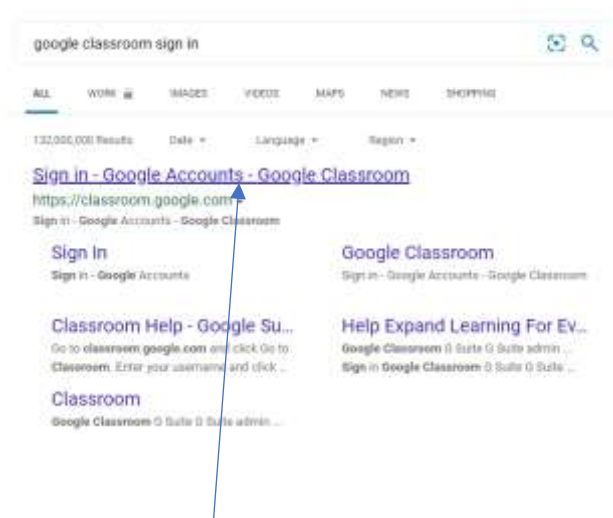 google classroom sign in
ALL WORK IMAGES VIDEOS MAPS NEWS SHOPPING
132,000,000 Results Date Language Region
Sign in - Google Accounts - Google Classroom
https://classroom.google.com
Sign in - Google Accounts - Google Classroom
Sign In
Sign in - Google Accounts
Google Classroom
Sign in - Google Accounts - Google Classroom
Classroom Help - Google Su...
Go to classroom.google.com and click Go to
Classroom. Enter your username and click ...
Help Expand Learning For Ev...
Google Classroom G Suite G Suite admin ...
Sign in Google Classroom G Suite G Suite ...
Classroom
Google Classroom G Suite G Suite admin ...